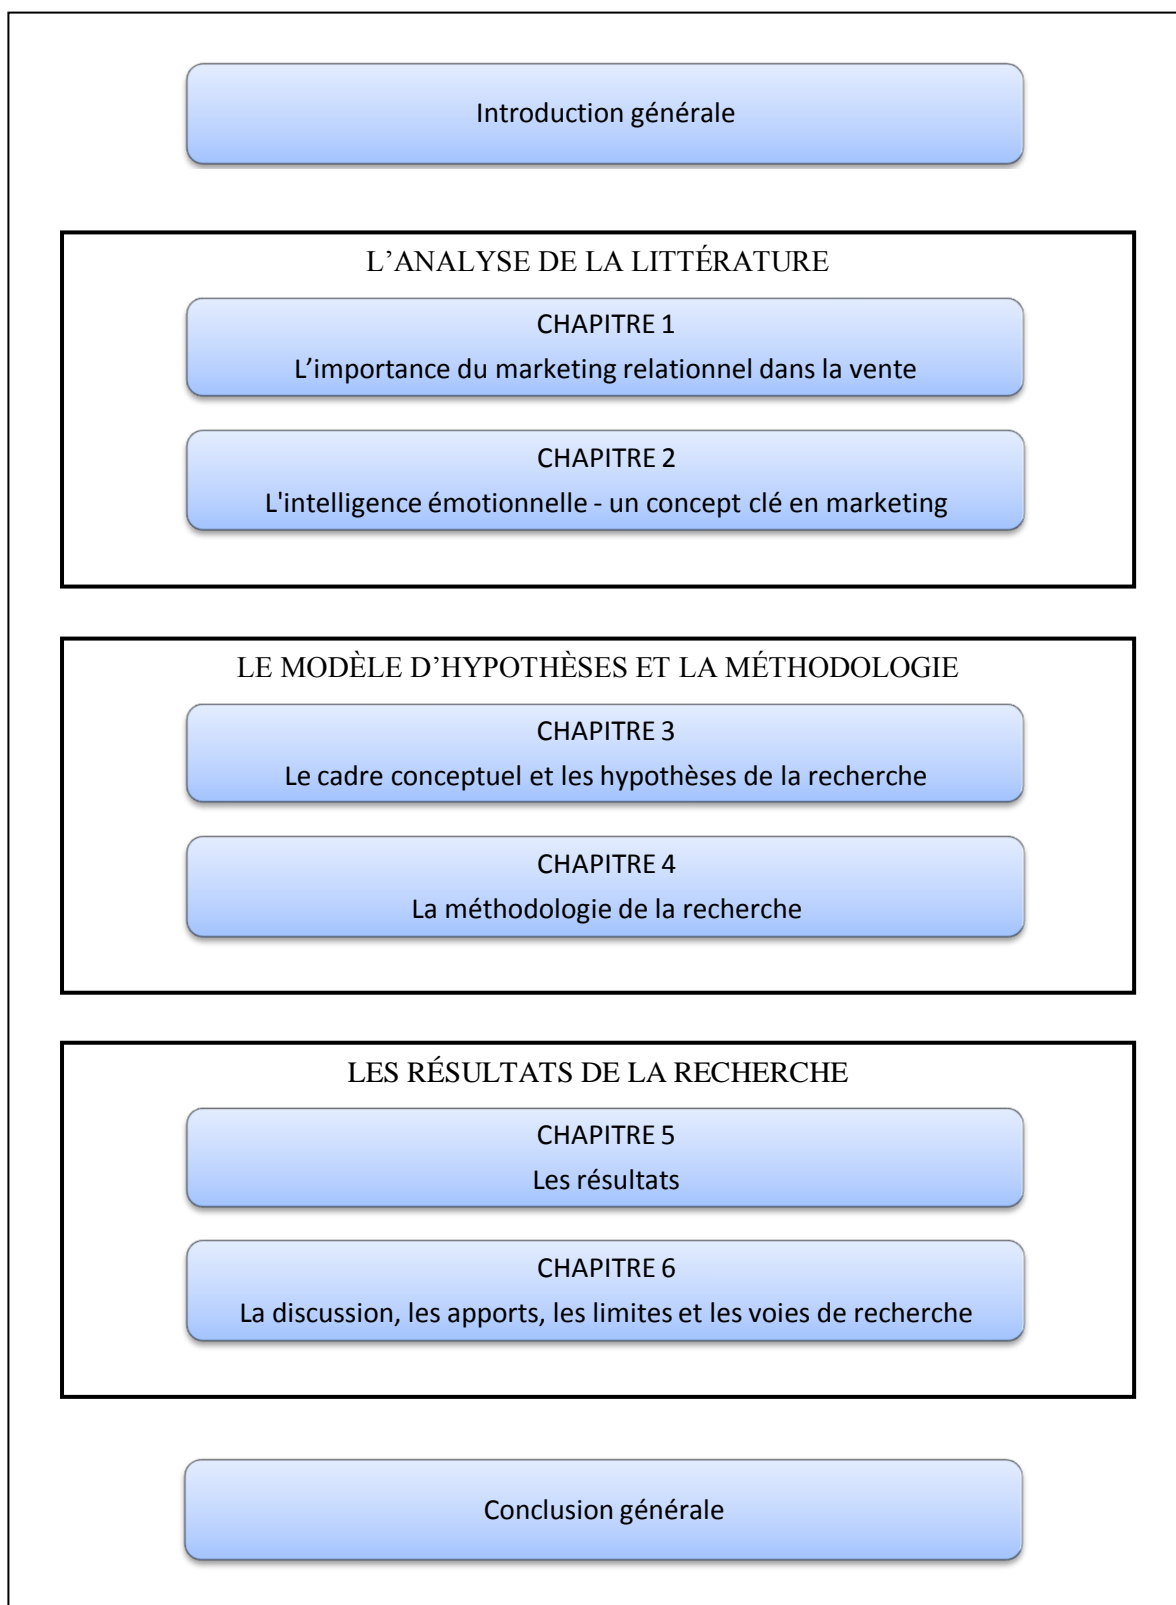 Introduction générale
L’ANALYSE DE LA LITTÉRATURE
CHAPITRE 1
L’importance du marketing relationnel dans la vente
CHAPITRE 2
L'intelligence émotionnelle - un concept clé en marketing
LE MODÈLE D’HYPOTHÈSES ET LA MÉTHODOLOGIE
CHAPITRE 3
Le cadre conceptuel et les hypothèses de la recherche
CHAPITRE 4
La méthodologie de la recherche
LES RÉSULTATS DE LA RECHERCHE
CHAPITRE 5
Les résultats
CHAPITRE 6
La discussion, les apports, les limites et les voies de recherche
Conclusion générale